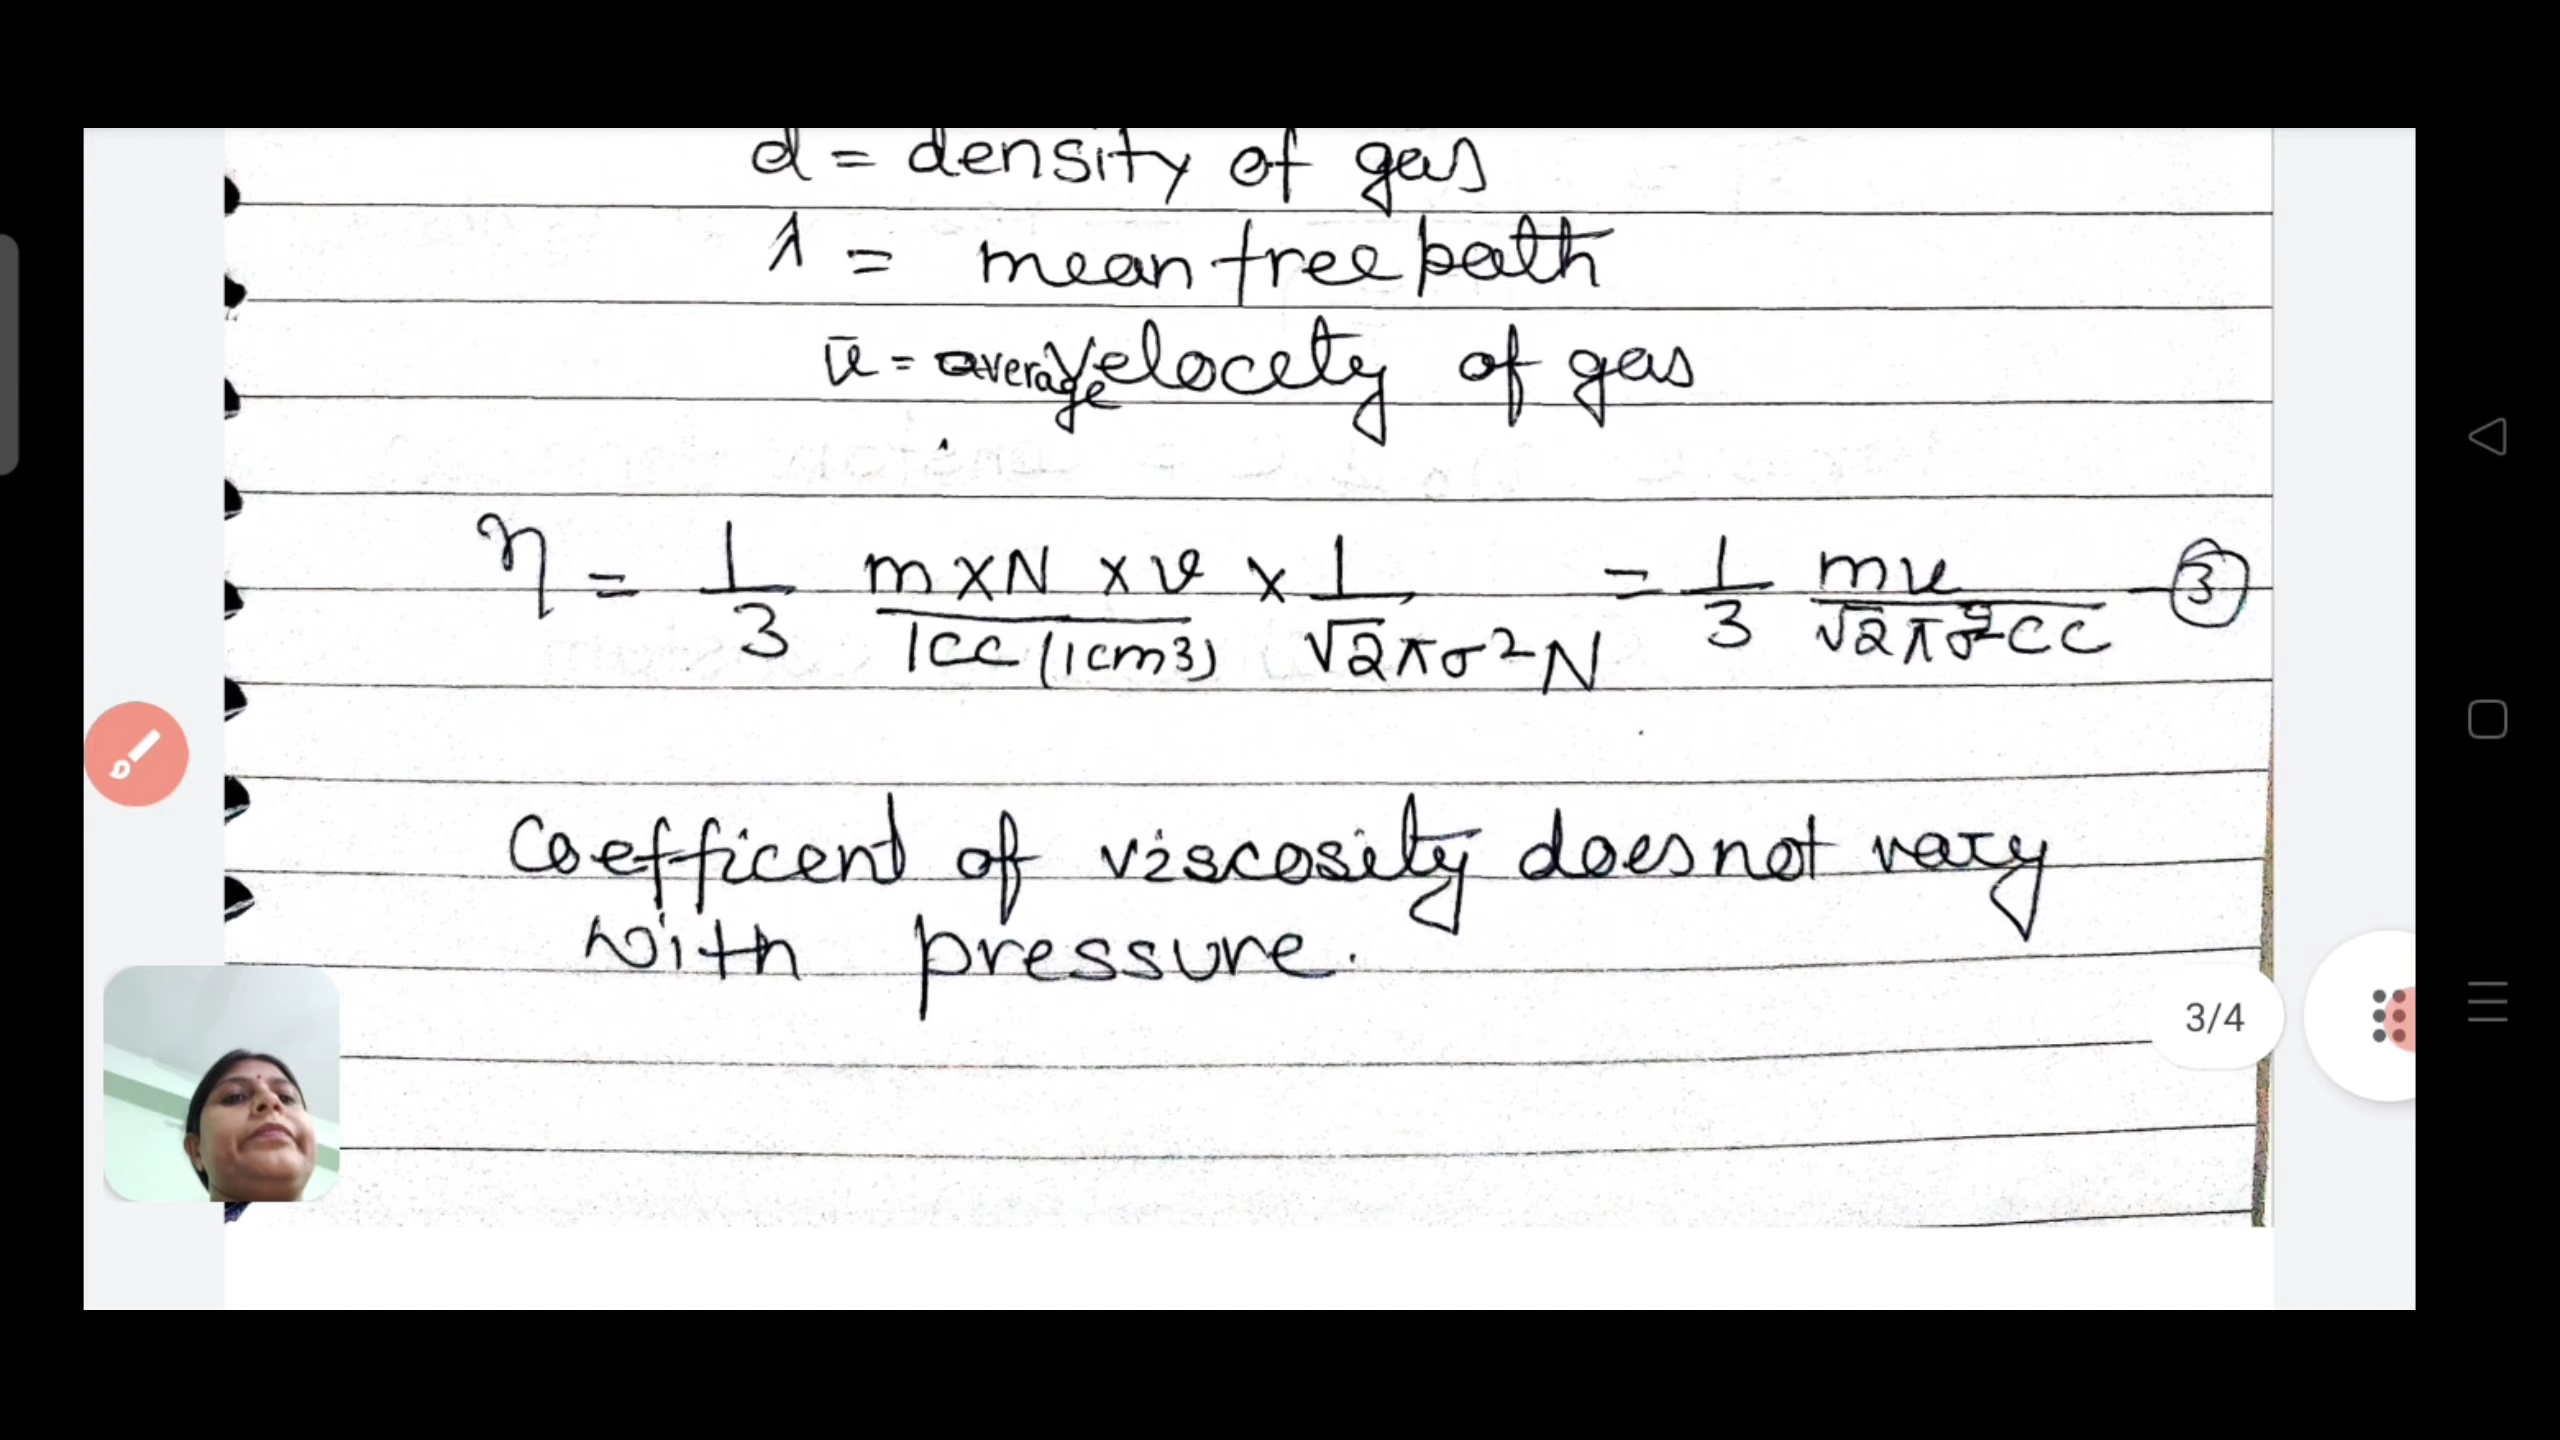 d = density of gas
λ = mean free path
v̄ = average velocety of gas
η = 1/3 m×N×v/1cc(1cm3) × 1/√2πσ²N = 1/3 mv/√2πσ²cc - ③
Coefficent of viscosity does not vary
with pressure.
3/4